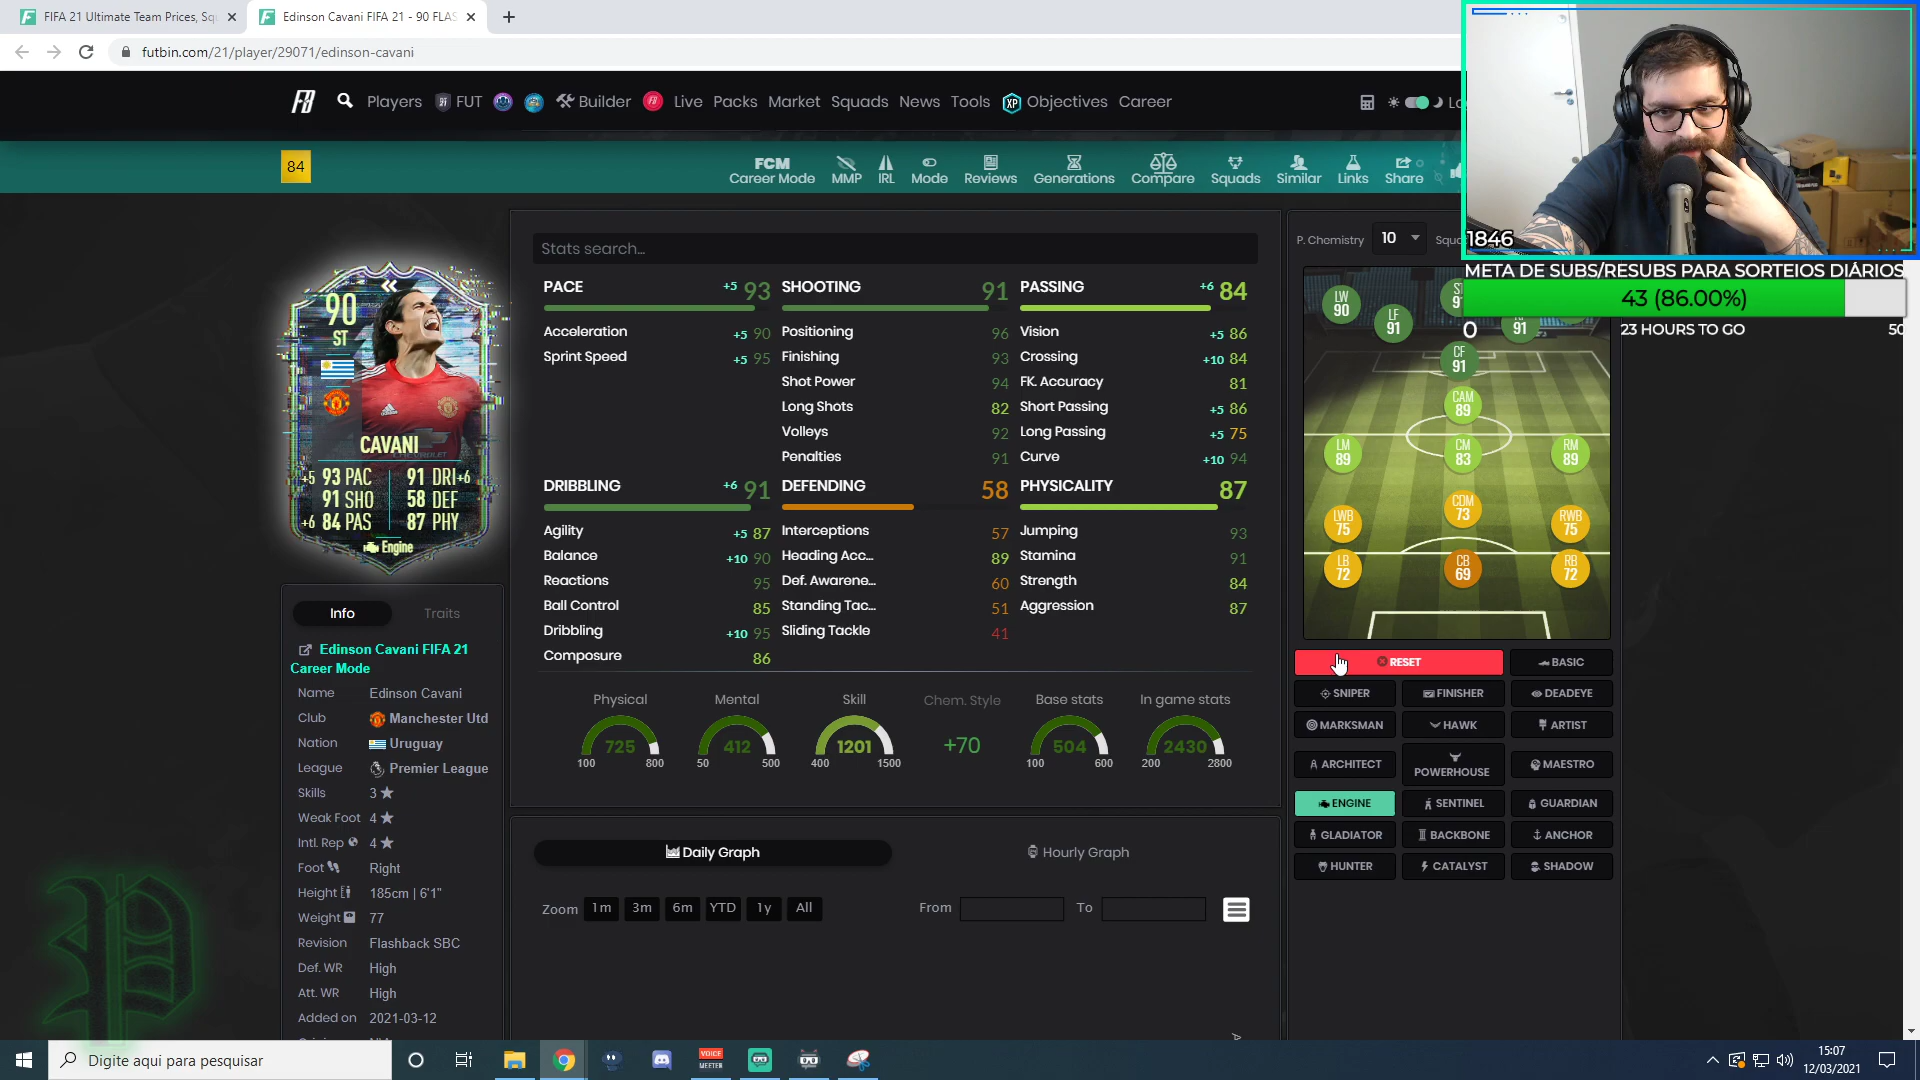 FIFA 21 Ultimate Team Prices, Sq
Edinson Cavani FIFA 21 - 90 FLAS
futbin.com/21/player/29071/edinson-cavani
Players FUT Builder Live Packs Market Squads News Tools XP Objectives Career Lo
84
FCM
Career Mode MMP IRL Mode Reviews Generations Compare Squads Similar Links Share
1846
META DE SUBS/RESUBS PARA SORTEIOS DIÁRIOS
43 (86.00%)
0 23 HOURS TO GO 50
90
ST
CAVANI
+5 93 PAC 91 DRI +6
91 SHO 58 DEF
+6 84 PAS 87 PHY
Engine
Stats search...
PACE +5 93
Acceleration +5 90
Sprint Speed +5 95
SHOOTING 91
Positioning 96
Finishing 93
Shot Power 94
Long Shots 82
Volleys 92
Penalties 91
PASSING +6 84
Vision +5 86
Crossing +10 84
FK. Accuracy 81
Short Passing +5 86
Long Passing +5 75
Curve +10 94
DRIBBLING +6 91
Agility +5 87
Balance +10 90
Reactions 95
Ball Control 85
Dribbling +10 95
Composure 86
DEFENDING 58
Interceptions 57
Heading Acc... 89
Def. Awarene... 60
Standing Tac... 51
Sliding Tackle 41
PHYSICALITY 87
Jumping 93
Stamina 91
Strength 84
Aggression 87
Physical Mental Skill Chem. Style Base stats In game stats
725 412 1201 +70 504 2430
100 800 50 500 400 1500 100 600 200 2800
Daily Graph Hourly Graph
Zoom 1m 3m 6m YTD 1y All From To
Info Traits
Edinson Cavani FIFA 21
Career Mode
Name Edinson Cavani
Club Manchester Utd
Nation Uruguay
League Premier League
Skills 3
Weak Foot 4
Intl. Rep 4
Foot Right
Height 185cm | 6'1"
Weight 77
Revision Flashback SBC
Def. WR High
Att. WR High
Added on 2021-03-12
P. Chemistry 10 Squ
LW
90
LF
91
91
CF
91
CAM
89
LM
89
CM
83
RM
89
LWB
75
CDM
73
RWB
75
LB
72
CB
69
RB
72
RESET BASIC
SNIPER FINISHER DEADEYE
MARKSMAN HAWK ARTIST
ARCHITECT POWERHOUSE MAESTRO
ENGINE SENTINEL GUARDIAN
GLADIATOR BACKBONE ANCHOR
HUNTER CATALYST SHADOW
Digite aqui para pesquisar
VOICE
MEETER
15:07
12/03/2021